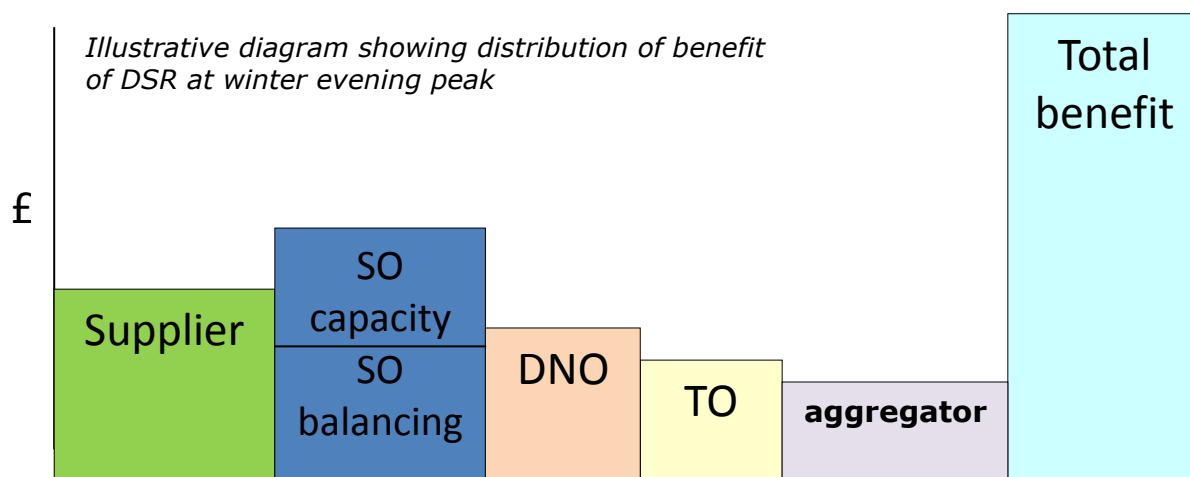 Illustrative diagram showing distribution of benefit
of DSR at winter evening peak
£
Supplier
SO
capacity
SO
balancing
DNO
TO
aggregator
Total
benefit